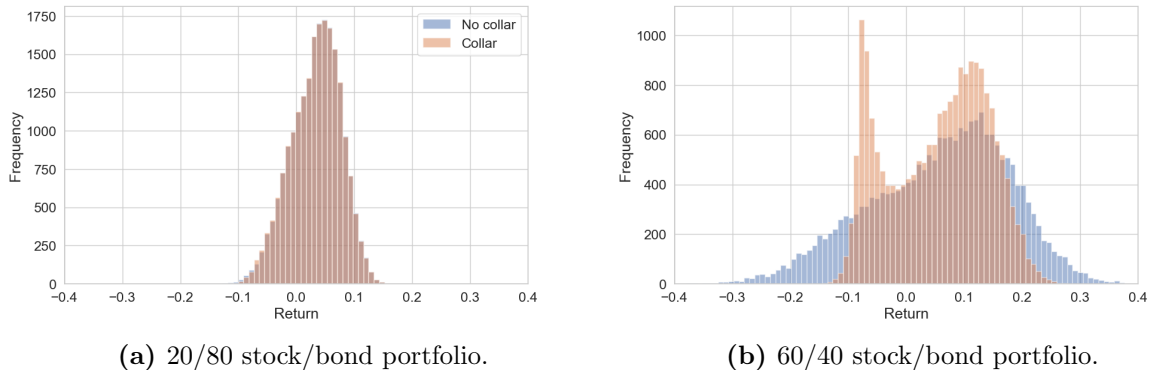 1750
1500
1250
1000
750
500
250
0
Frequency
−0.4 −0.3 −0.2 −0.1 0.0 0.1 0.2 0.3 0.4
Return
No collar
Collar
(a) 20/80 stock/bond portfolio.
1000
800
600
400
200
0
Frequency
−0.4 −0.3 −0.2 −0.1 0.0 0.1 0.2 0.3 0.4
Return
(b) 60/40 stock/bond portfolio.